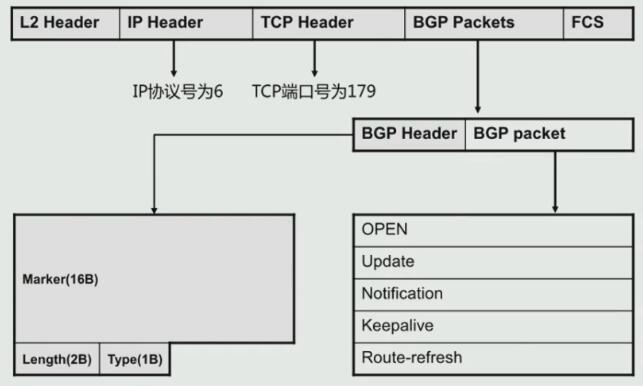 L2 Header IP Header TCP Header BGP Packets FCS
IP协议号为6 TCP端口号为179
BGP Header BGP packet
Marker(16B)
Length(2B) Type(1B)
OPEN
Update
Notification
Keepalive
Route-refresh